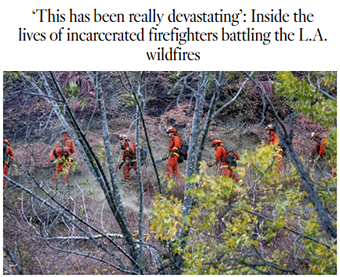 ‘This has been really devastating’: Inside the
lives of incarcerated firefighters battling the L.A.
wildfires